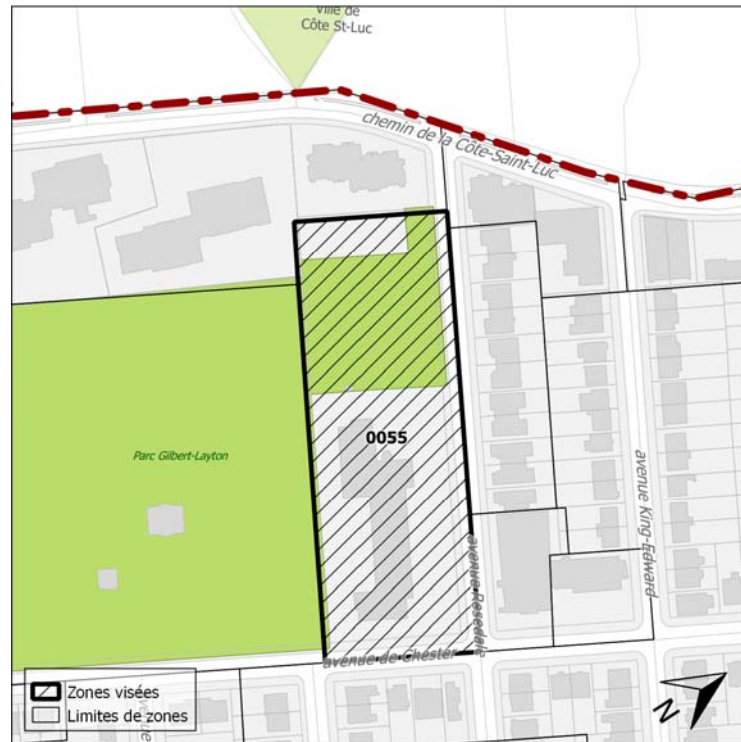 Ville de
Côte St-Luc
chemin de la Côte-Saint-Luc
0055
Parc Gilbert-Layton
avenue King-Edward
avenue Rosedale
avenue de Chester
avenue
Zones visées
Limites de zones
N